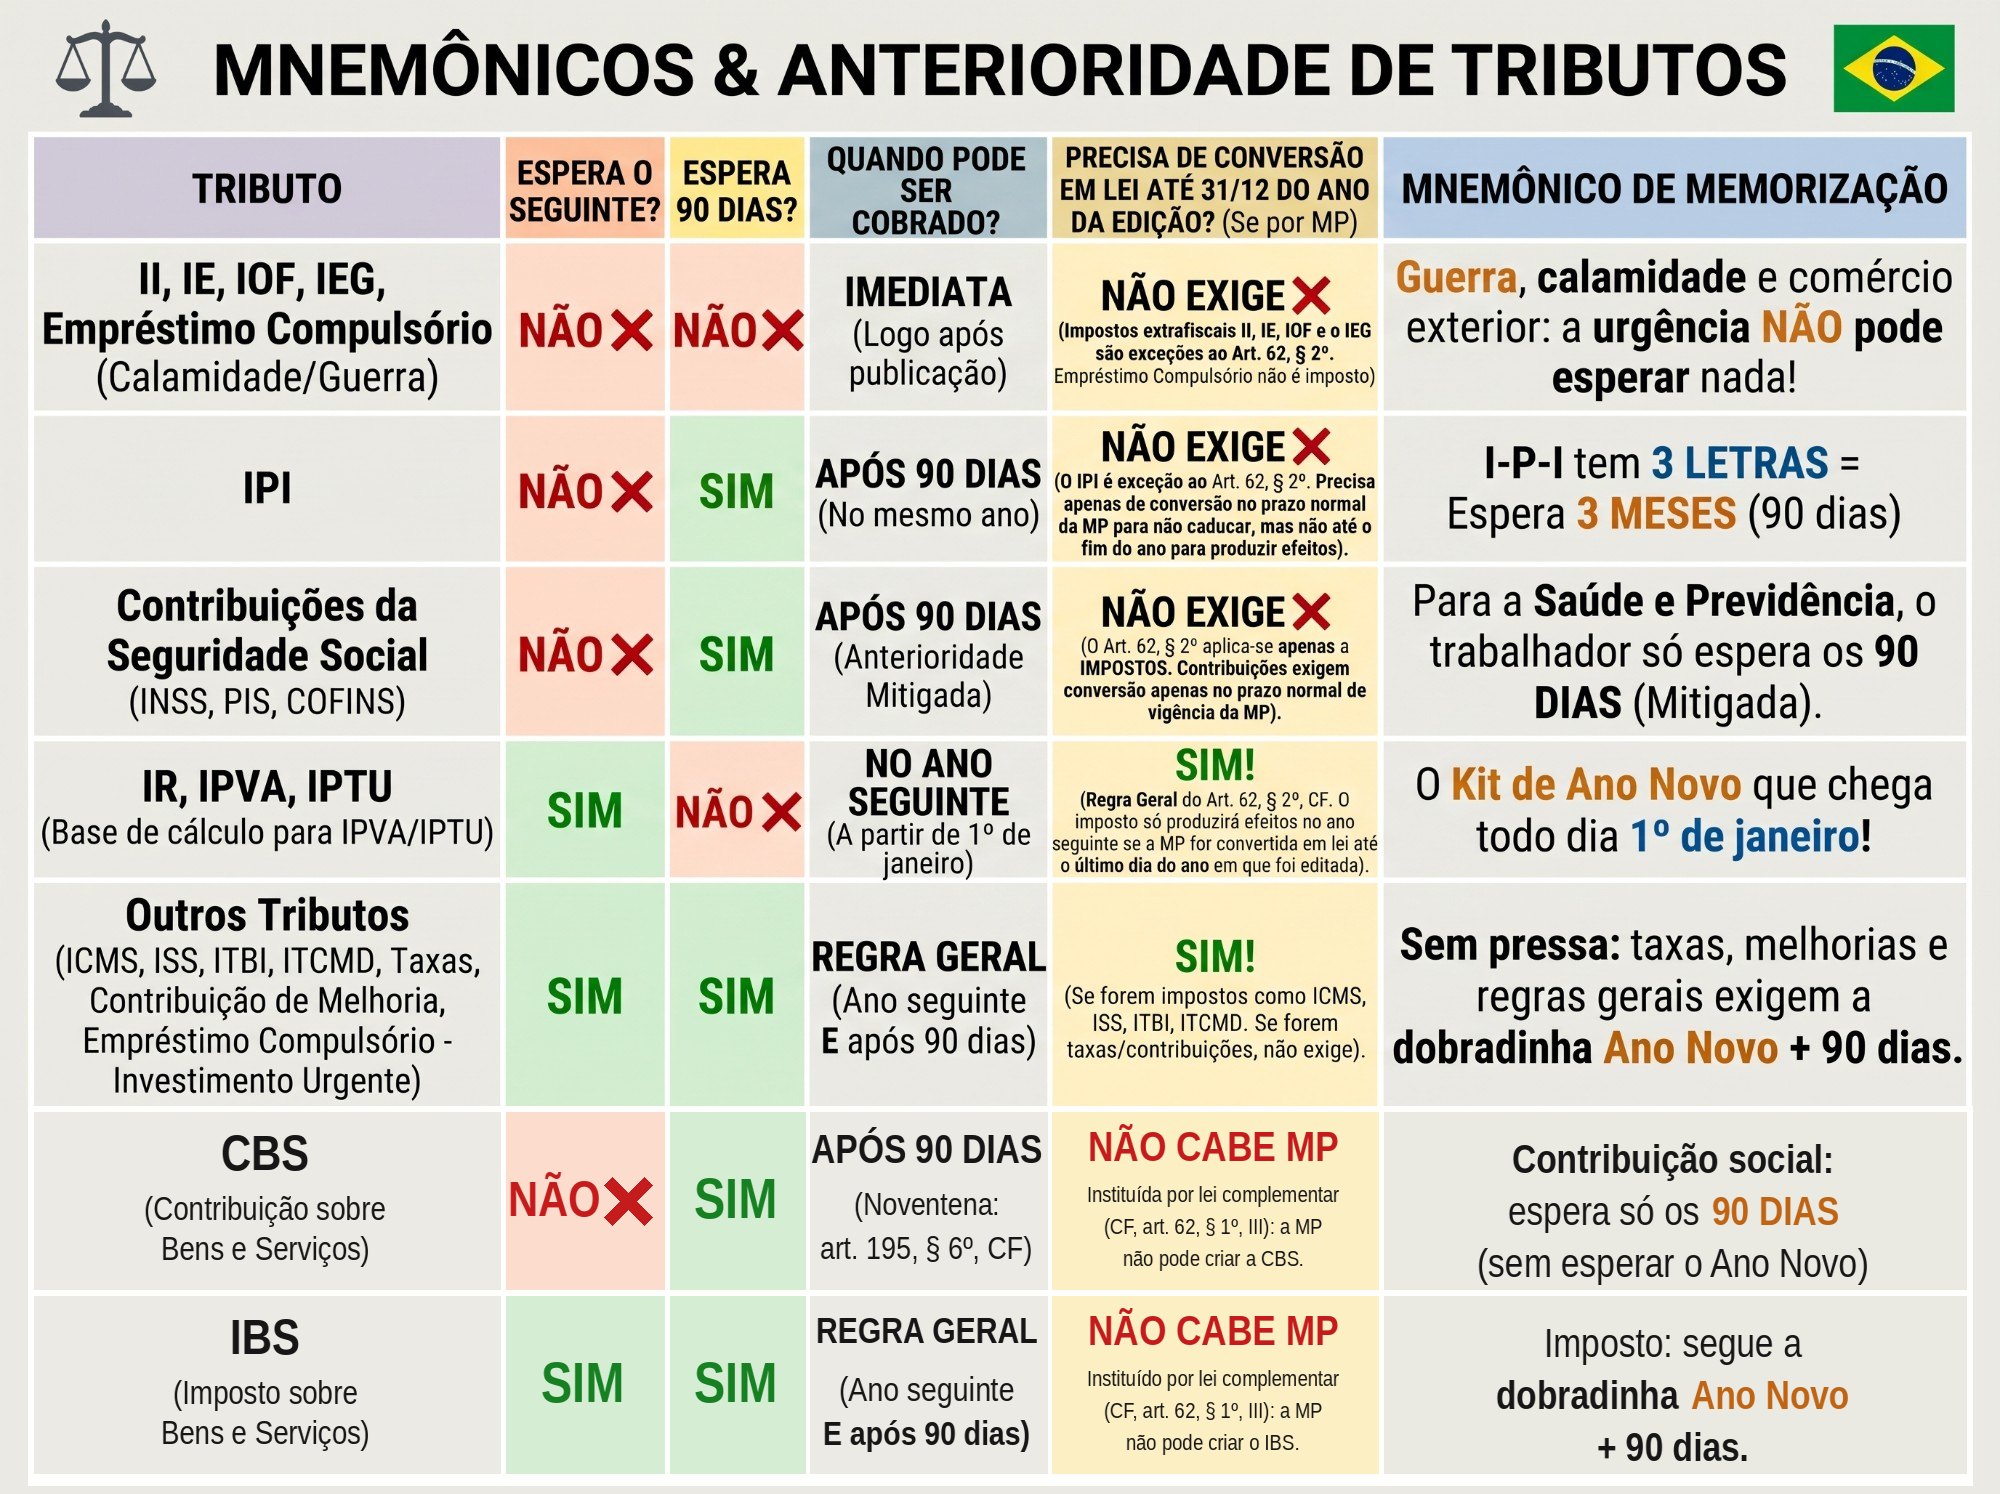 MNEMÔNICOS & ANTERIORIDADE DE TRIBUTOS
TRIBUTO
ESPERA O
SEGUINTE?
ESPERA
90 DIAS?
QUANDO PODE
SER
COBRADO?
PRECISA DE CONVERSÃO
EM LEI ATÉ 31/12 DO ANO
DA EDIÇÃO? (Se por MP)
MNEMÔNICO DE MEMORIZAÇÃO
II, IE, IOF, IEG,
Empréstimo Compulsório
(Calamidade/Guerra)
NÃO
NÃO
IMEDIATA
(Logo após
publicação)
NÃO EXIGE
(Impostos extrafiscais II, IE, IOF e o IEG
são exceções ao Art. 62, § 2º.
Empréstimo Compulsório não é imposto)
Guerra, calamidade e comércio
exterior: a urgência NÃO pode
esperar nada!
IPI
NÃO
SIM
APÓS 90 DIAS
(No mesmo ano)
NÃO EXIGE
(O IPI é exceção ao Art. 62, § 2º. Precisa
apenas de conversão no prazo normal
da MP para não caducar, mas não até o
fim do ano para produzir efeitos).
I-P-I tem 3 LETRAS =
Espera 3 MESES (90 dias)
Contribuições da
Seguridade Social
(INSS, PIS, COFINS)
NÃO
SIM
APÓS 90 DIAS
(Anterioridade
Mitigada)
NÃO EXIGE
(O Art. 62, § 2º aplica-se apenas a
IMPOSTOS. Contribuições exigem
conversão apenas no prazo normal de
vigência da MP).
Para a Saúde e Previdência, o
trabalhador só espera os 90
DIAS (Mitigada).
IR, IPVA, IPTU
(Base de cálculo para IPVA/IPTU)
SIM
NÃO
NO ANO
SEGUINTE
(A partir de 1º de
janeiro)
SIM!
(Regra Geral do Art. 62, § 2º, CF. O
imposto só produzirá efeitos no ano
seguinte se a MP for convertida em lei até
o último dia do ano em que foi editada).
O Kit de Ano Novo que chega
todo dia 1º de janeiro!
Outros Tributos
(ICMS, ISS, ITBI, ITCMD, Taxas,
Contribuição de Melhoria,
Empréstimo Compulsório -
Investimento Urgente)
SIM
SIM
REGRA GERAL
(Ano seguinte
E após 90 dias)
SIM!
(Se forem impostos como ICMS,
ISS, ITBI, ITCMD. Se forem
taxas/contribuições, não exige).
Sem pressa: taxas, melhorias e
regras gerais exigem a
dobradinha Ano Novo + 90 dias.
CBS
(Contribuição sobre
Bens e Serviços)
NÃO
SIM
APÓS 90 DIAS
(Noventena:
art. 195, § 6º, CF)
NÃO CABE MP
Instituída por lei complementar
(CF, art. 62, § 1º, III): a MP
não pode criar a CBS.
Contribuição social:
espera só os 90 DIAS
(sem esperar o Ano Novo)
IBS
(Imposto sobre
Bens e Serviços)
SIM
SIM
REGRA GERAL
(Ano seguinte
E após 90 dias)
NÃO CABE MP
Instituído por lei complementar
(CF, art. 62, § 1º, III): a MP
não pode criar o IBS.
Imposto: segue a
dobradinha Ano Novo
+ 90 dias.